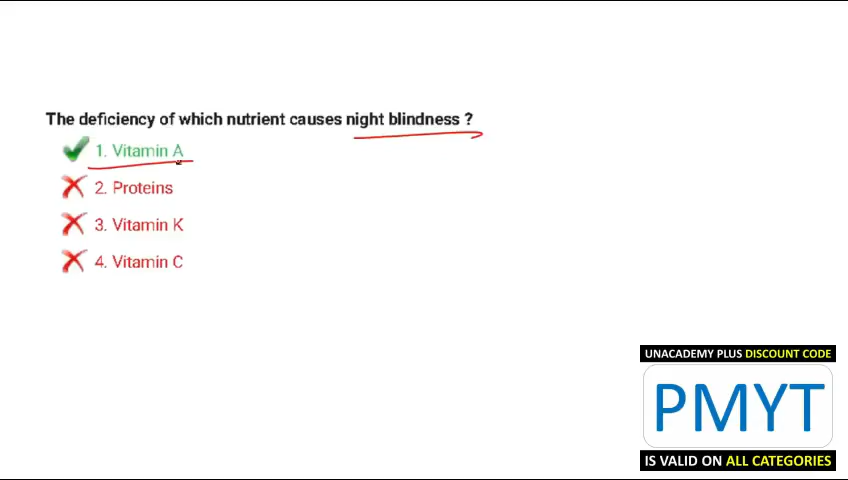 The deficiency of which nutrient causes night blindness ?
1. Vitamin A
2. Proteins
3. Vitamin K
4. Vitamin C
UNACADEMY PLUS DISCOUNT CODE
PMYT
IS VALID ON ALL CATEGORIES